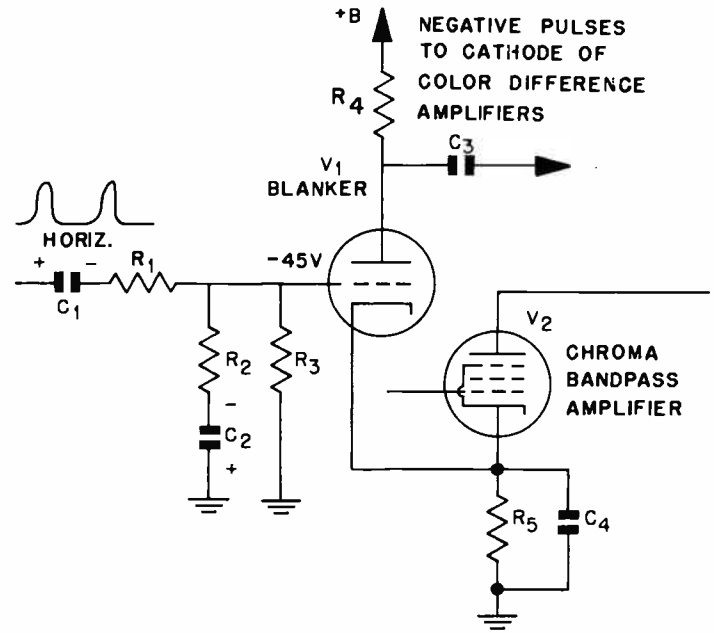 +B
NEGATIVE PULSES
TO CATHODE OF
COLOR DIFFERENCE
AMPLIFIERS
R4
C3
V1
BLANKER
HORIZ.
+ -
R1
C1
-45V
V2
CHROMA
BANDPASS
AMPLIFIER
R2
R3
-
C2
+
R5
C4